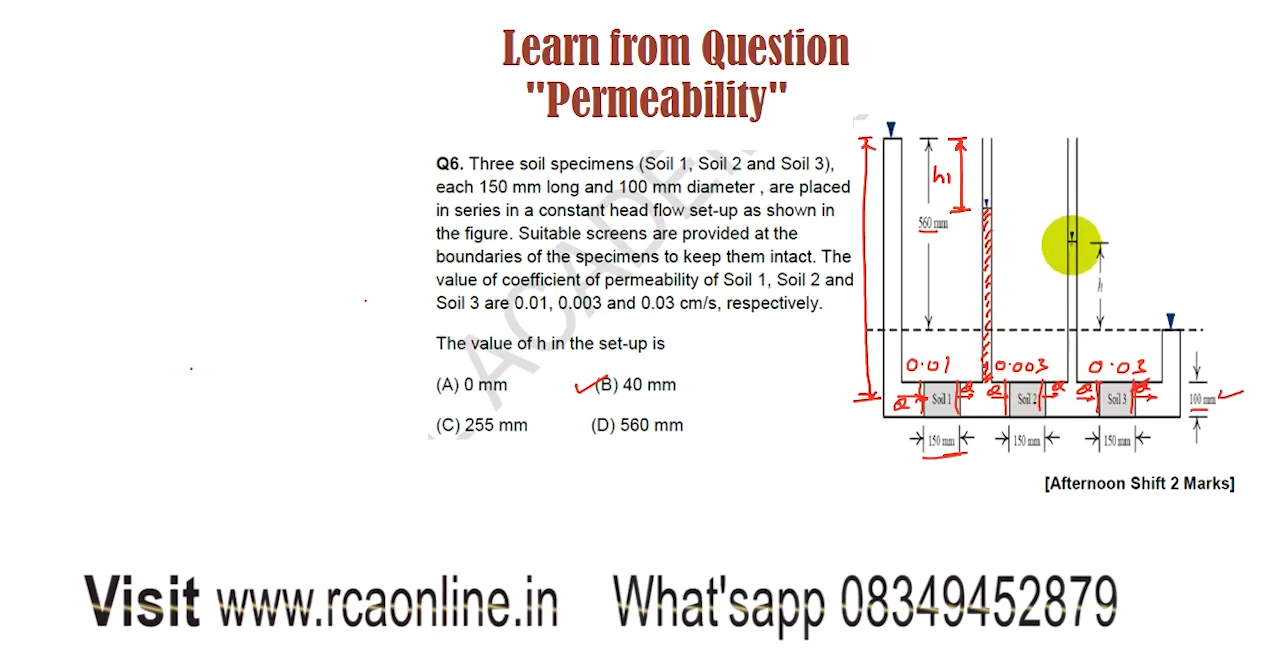 Learn from Question
"Permeability"
Q6. Three soil specimens (Soil 1, Soil 2 and Soil 3),
each 150 mm long and 100 mm diameter , are placed
in series in a constant head flow set-up as shown in
the figure. Suitable screens are provided at the
boundaries of the specimens to keep them intact. The
value of coefficient of permeability of Soil 1, Soil 2 and
Soil 3 are 0.01, 0.003 and 0.03 cm/s, respectively.
The value of h in the set-up is
(A) 0 mm
(B) 40 mm
(C) 255 mm
(D) 560 mm
ACADEM
h1
560 mm
h
0.01
0.003
0.03
Q
Soil 1
Q
Q
Soil 2
Q
Q
Soil 3
Q
100 mm
150 mm
150 mm
150 mm
[Afternoon Shift 2 Marks]
Visit www.rcaonline.in What'sapp 08349452879